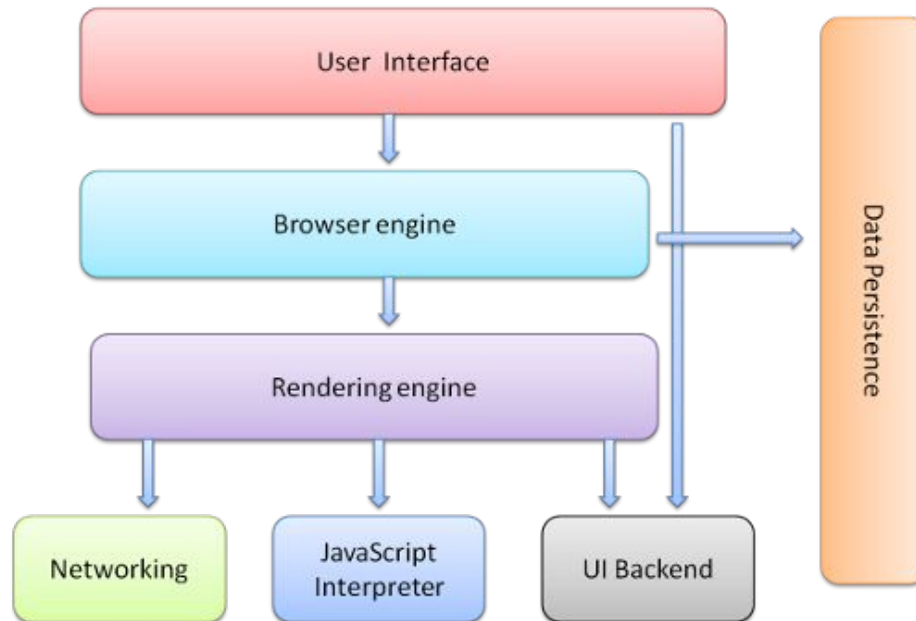 User Interface
Browser engine
Rendering engine
Networking
JavaScript
Interpreter
UI Backend
Data Persistence